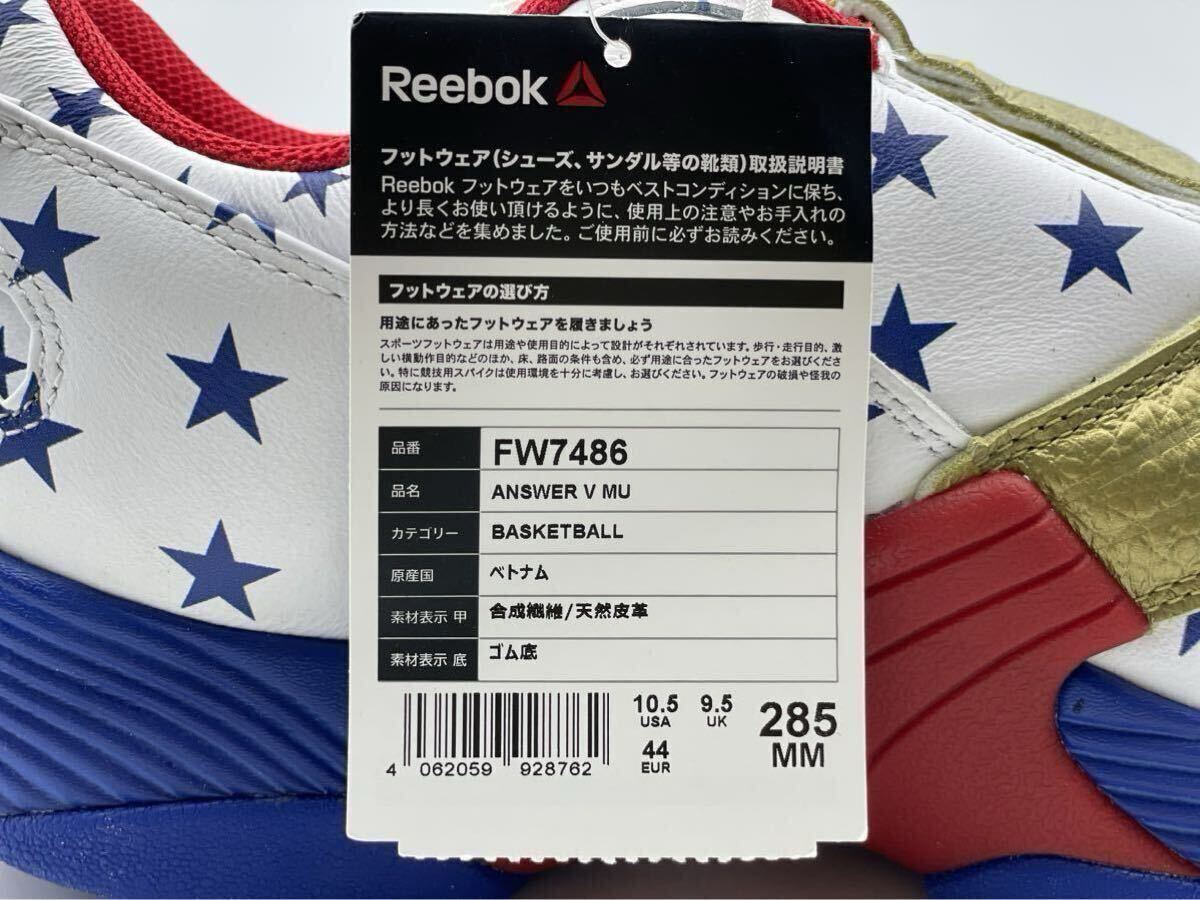 Reebok
フットウェア(シューズ、サンダル等の靴類)取扱説明書
Reebok フットウェアをいつもベストコンディションに保ち、
より長くお使い頂けるように、使用上の注意やお手入れの
方法などを集めました。ご使用前に必ずお読みください。
フットウェアの選び方
用途にあったフットウェアを履きましょう
スポーツフットウェアは用途や使用目的によって設計がそれぞれされています。歩行・走行目的、激
しい横動作目的などのほか、床、路面の条件も含め、必ず用途に合ったフットウェアをお選びくださ
い。特に競技用スパイクは使用環境を十分に考慮し、お選びください。フットウェアの破損や怪我の
原因になります。
品番 FW7486
品名 ANSWER V MU
カテゴリー BASKETBALL
原産国 ベトナム
素材表示 甲 合成繊維/天然皮革
素材表示 底 ゴム底
10.5 9.5 285
USA UK MM
44
EUR
4 062059 928762